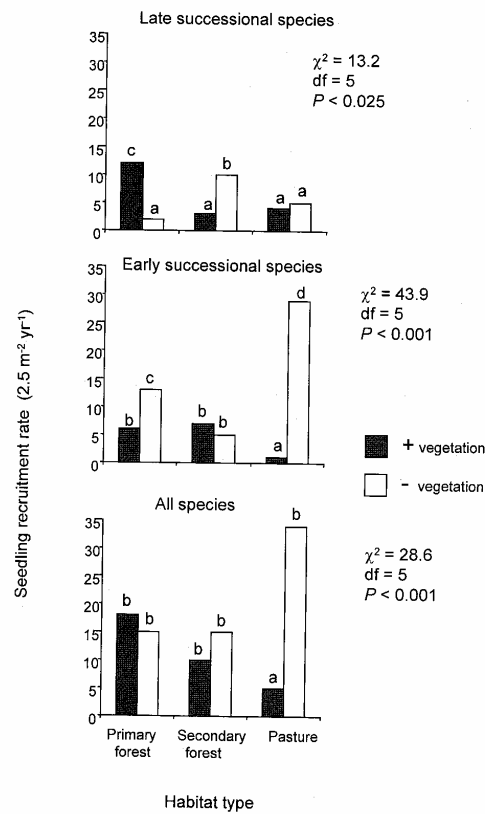 Late successional species
χ² = 13.2
df = 5
P < 0.025
35
30
25
20
15
10
5
0
c
a
a
b
a
a
Early successional species
χ² = 43.9
df = 5
P < 0.001
35
30
25
20
15
10
5
0
b
c
b
b
a
d
Seedling recruitment rate (2.5 m⁻² yr⁻¹)
+ vegetation
- vegetation
All species
χ² = 28.6
df = 5
P < 0.001
35
30
25
20
15
10
5
0
b
b
b
b
a
b
Primary forest
Secondary forest
Pasture
Habitat type